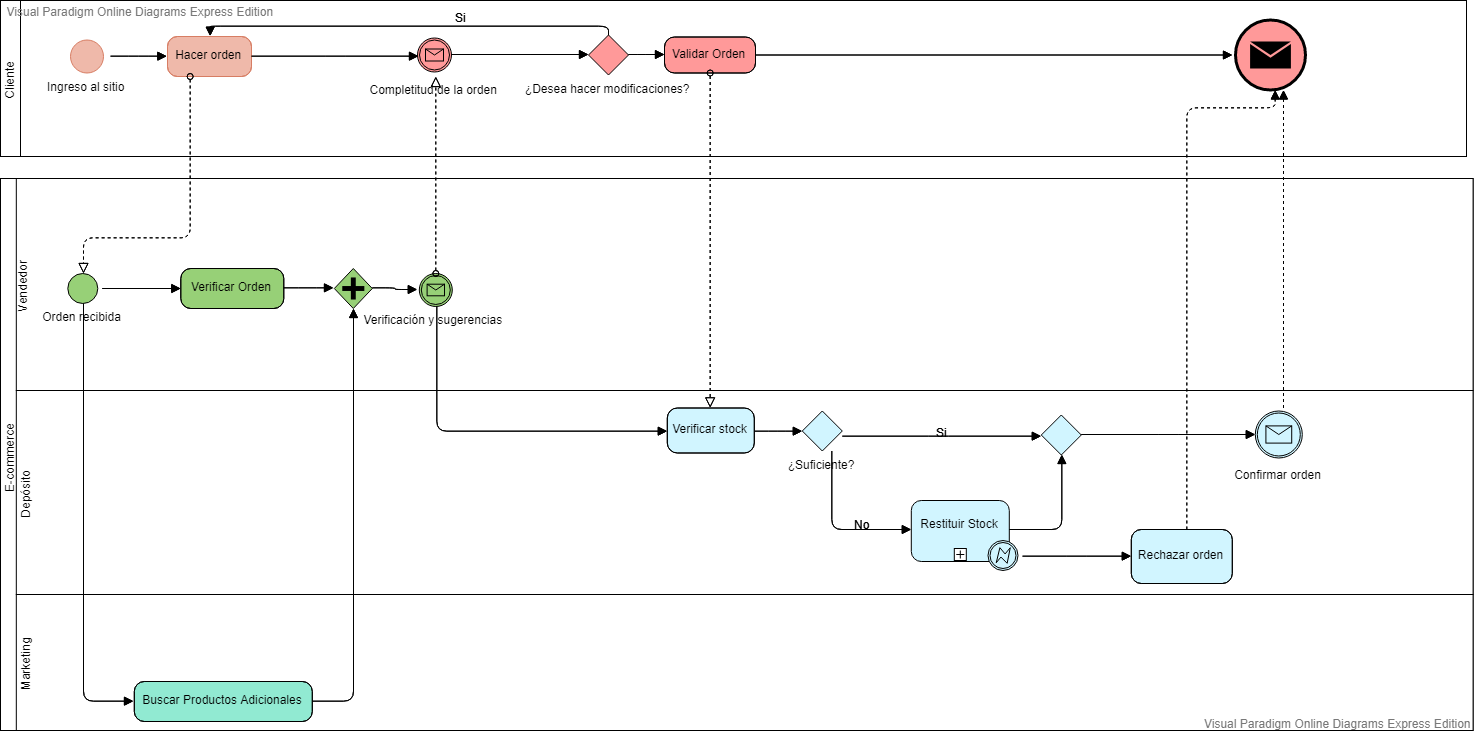 Visual Paradigm Online Diagrams Express Edition
Si
Cliente
Hacer orden
Validar Orden
Ingreso al sitio
Completitud de la orden
¿Desea hacer modificaciones?
E-commerce
Vendedor
Verificar Orden
Orden recibida
Verificación y sugerencias
Depósito
Verificar stock
Si
¿Suficiente?
Confirmar orden
No
Restituir Stock
Rechazar orden
Marketing
Buscar Productos Adicionales
Visual Paradigm Online Diagrams Express Edition